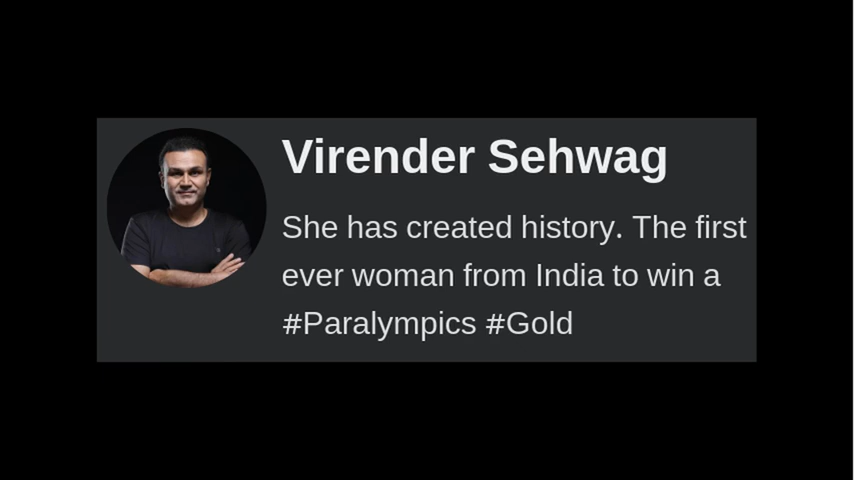 Virender Sehwag
She has created history. The first
ever woman from India to win a
#Paralympics #Gold